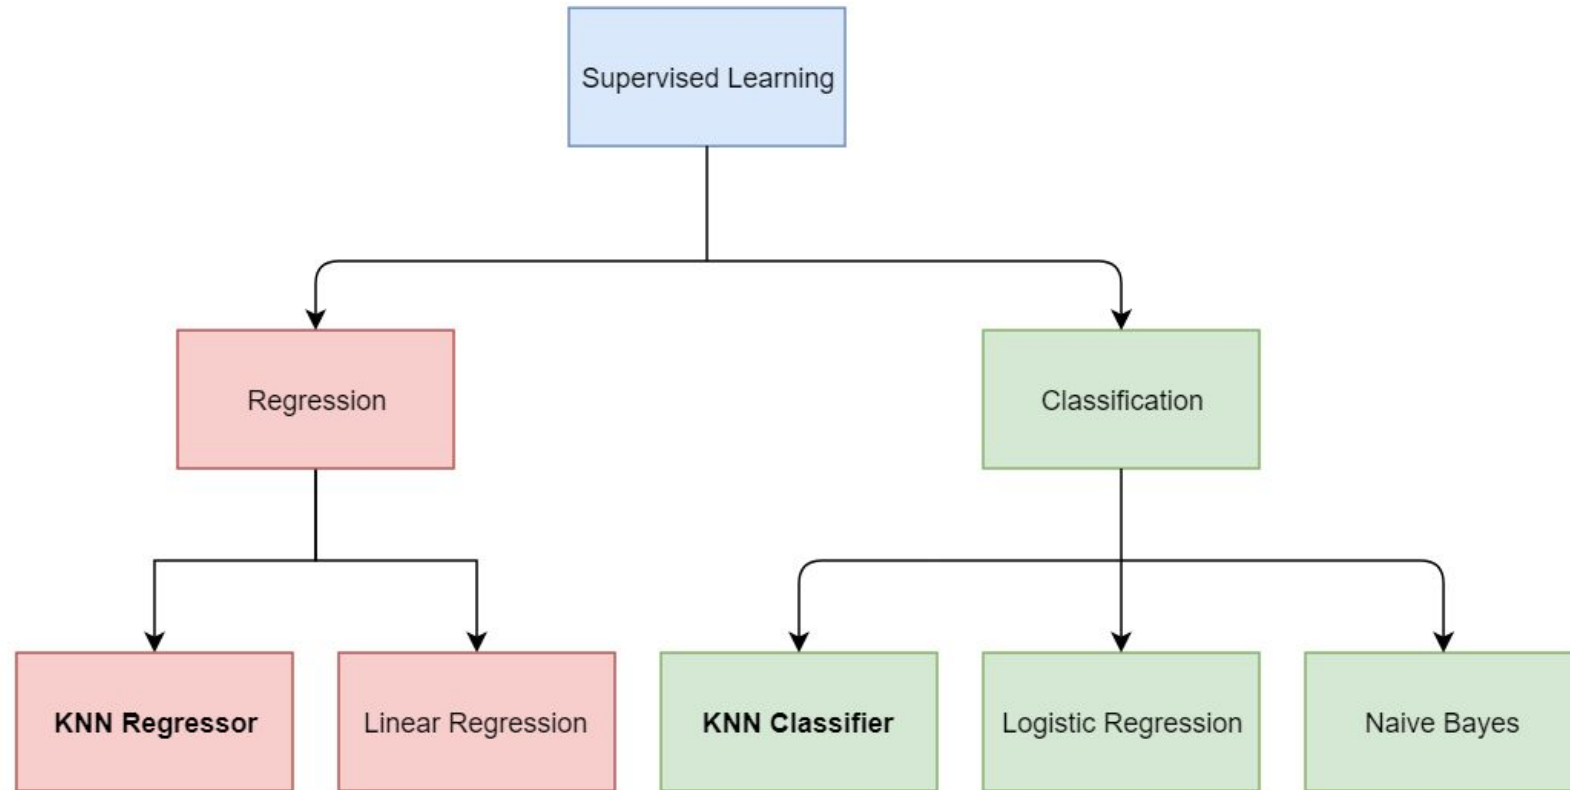 Supervised Learning
Regression
Classification
KNN Regressor
Linear Regression
KNN Classifier
Logistic Regression
Naive Bayes